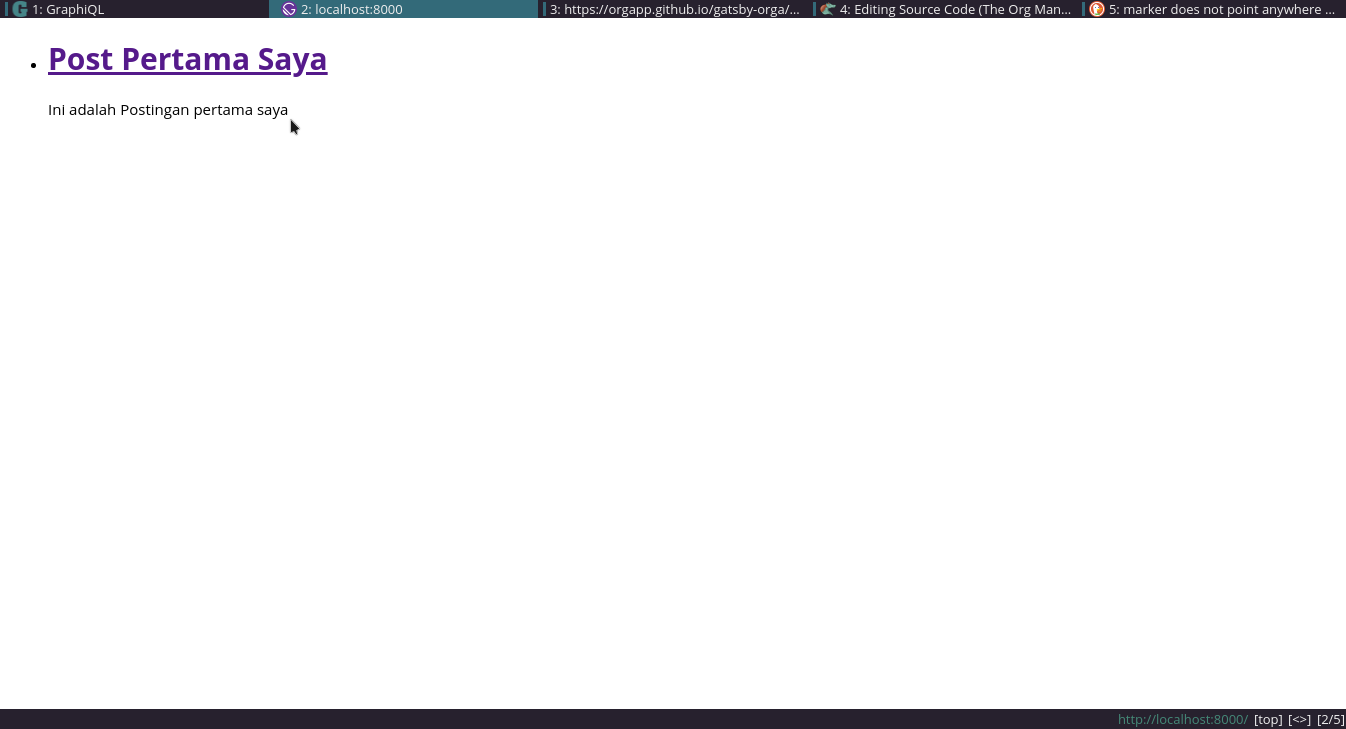 1: GraphiQL
2: localhost:8000
3: https://orgapp.github.io/gatsby-orga/...
4: Editing Source Code (The Org Man...
5: marker does not point anywhere ...
Post Pertama Saya
Ini adalah Postingan pertama saya
http://localhost:8000/ [top] [<>] [2/5]